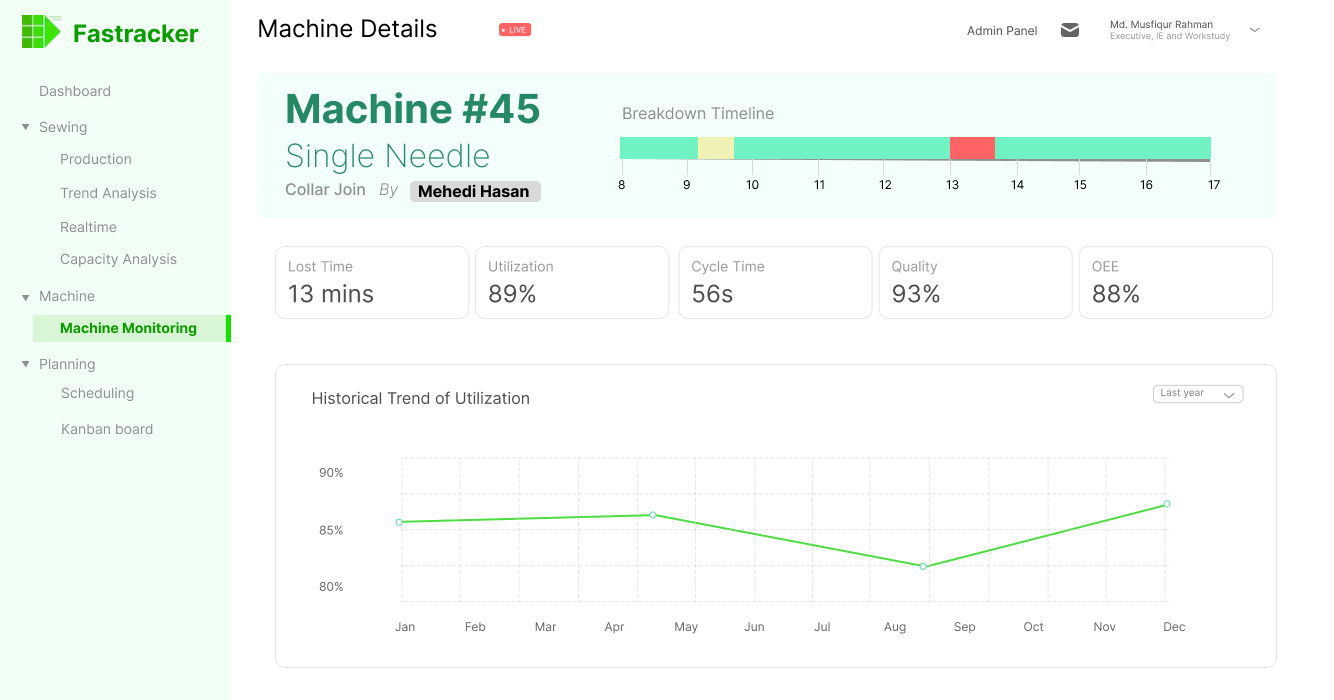 Fastracker
Machine Details
LIVE
Admin Panel
Md. Musfiqur Rahman
Executive, IE and Workstudy
Dashboard
Sewing
Production
Trend Analysis
Realtime
Capacity Analysis
Machine
Machine Monitoring
Planning
Scheduling
Kanban board
Machine #45
Single Needle
Collar Join By Mehedi Hasan
Breakdown Timeline
8 9 10 11 12 13 14 15 16 17
Lost Time
13 mins
Utilization
89%
Cycle Time
56s
Quality
93%
OEE
88%
Historical Trend of Utilization
Last year
90%
85%
80%
Jan Feb Mar Apr May Jun Jul Aug Sep Oct Nov Dec